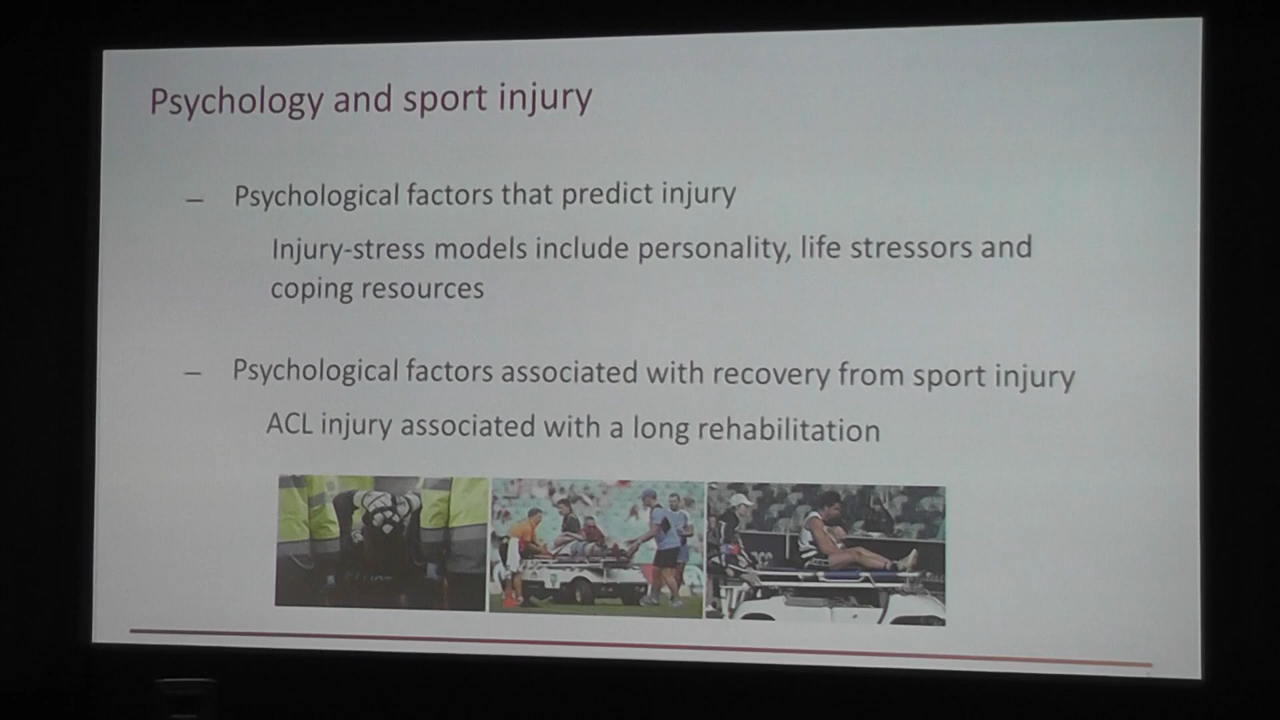 Psychology and sport injury
– Psychological factors that predict injury
Injury-stress models include personality, life stressors and
coping resources
– Psychological factors associated with recovery from sport injury
ACL injury associated with a long rehabilitation